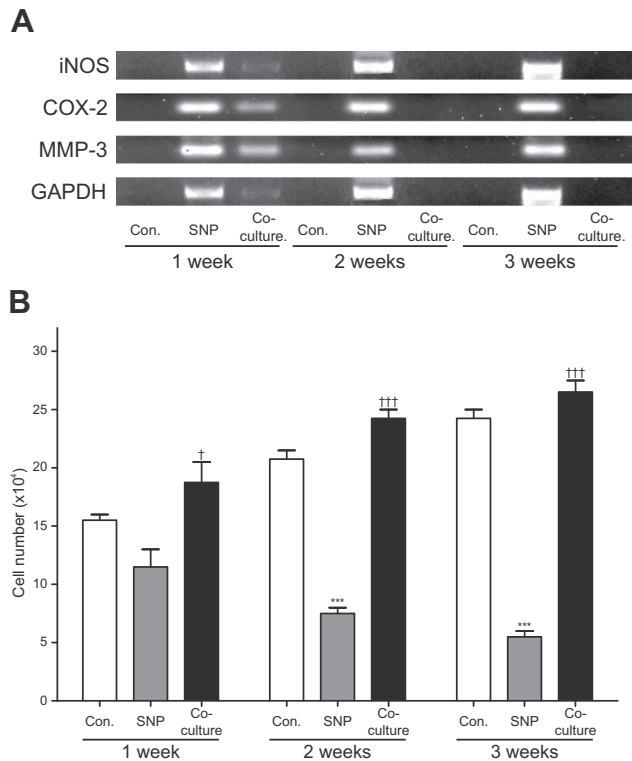 A
iNOS
COX-2
MMP-3
GAPDH
Con. SNP Co-culture. Con. SNP Co-culture. Con. SNP Co-culture.
1 week 2 weeks 3 weeks
B
Cell number (x10⁴)
30
25
20
15
10
5
0
†
***
†††
***
†††
Con. SNP Co-culture Con. SNP Co-culture Con. SNP Co-culture
1 week 2 weeks 3 weeks